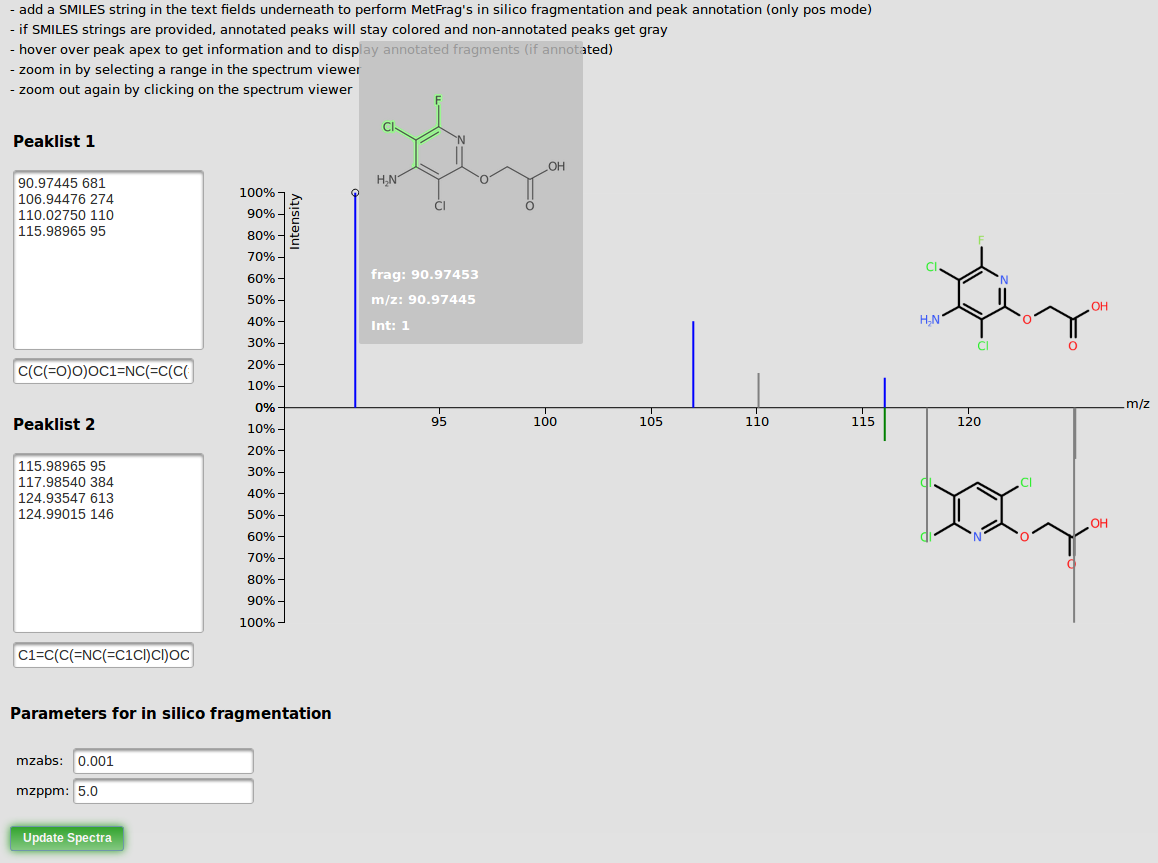 - add a SMILES string in the text fields underneath to perform MetFrag's in silico fragmentation and peak annotation (only pos mode)
- if SMILES strings are provided, annotated peaks will stay colored and non-annotated peaks get gray
- hover over peak apex to get information and to display annotated fragments (if annotated)
- zoom in by selecting a range in the spectrum viewer
- zoom out again by clicking on the spectrum viewer
Peaklist 1
90.97445 681
106.94476 274
110.02750 110
115.98965 95
C(C(=O)O)OC1=NC(=C(C(
F
Cl
N
H₂N
O
OH
Cl
O
frag: 90.97453
m/z: 90.97445
Int: 1
Intensity
100%
90%
80%
70%
60%
50%
40%
30%
20%
10%
0%
10%
20%
30%
40%
50%
60%
70%
80%
90%
100%
95
100
105
110
115
120
m/z
F
Cl
N
H₂N
O
OH
Cl
O
Peaklist 2
115.98965 95
117.98540 384
124.93547 613
124.99015 146
C1=C(C(=NC(=C1Cl)Cl)OC
Cl
Cl
Cl
N
O
OH
O
Parameters for in silico fragmentation
mzabs: 0.001
mzppm: 5.0
Update Spectra